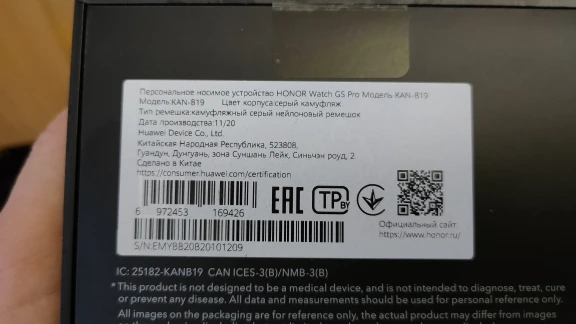 Персональное носимое устройство HONOR Watch GS Pro Модель KAN-B19
Модель:KAN-B19 Цвет корпуса:серый камуфляж
Тип ремешка:камуфляжный серый нейлоновый ремешок
Дата производства:11/20
Huawei Device Co., Ltd.
Китайская Народная Республика, 523808,
Гуандун, Дунгуань, зона Суншань Лейк, Синьчэн роуд, 2
Сделано в Китае
https://consumer.huawei.com/certification
EAC TP BY
6 972453 169426
Официальный сайт:
https://www.honor.ru/
S/N:EMYBB20B20101209
IC: 25182-KANB19 CAN ICES-3(B)/NMB-3(B)
*This product is not designed to be a medical device, and is not intended to diagnose, treat, cure
or prevent any disease. All data and measurements should be used for personal reference only.
All images on the packaging are for reference only, the actual product may differ from images